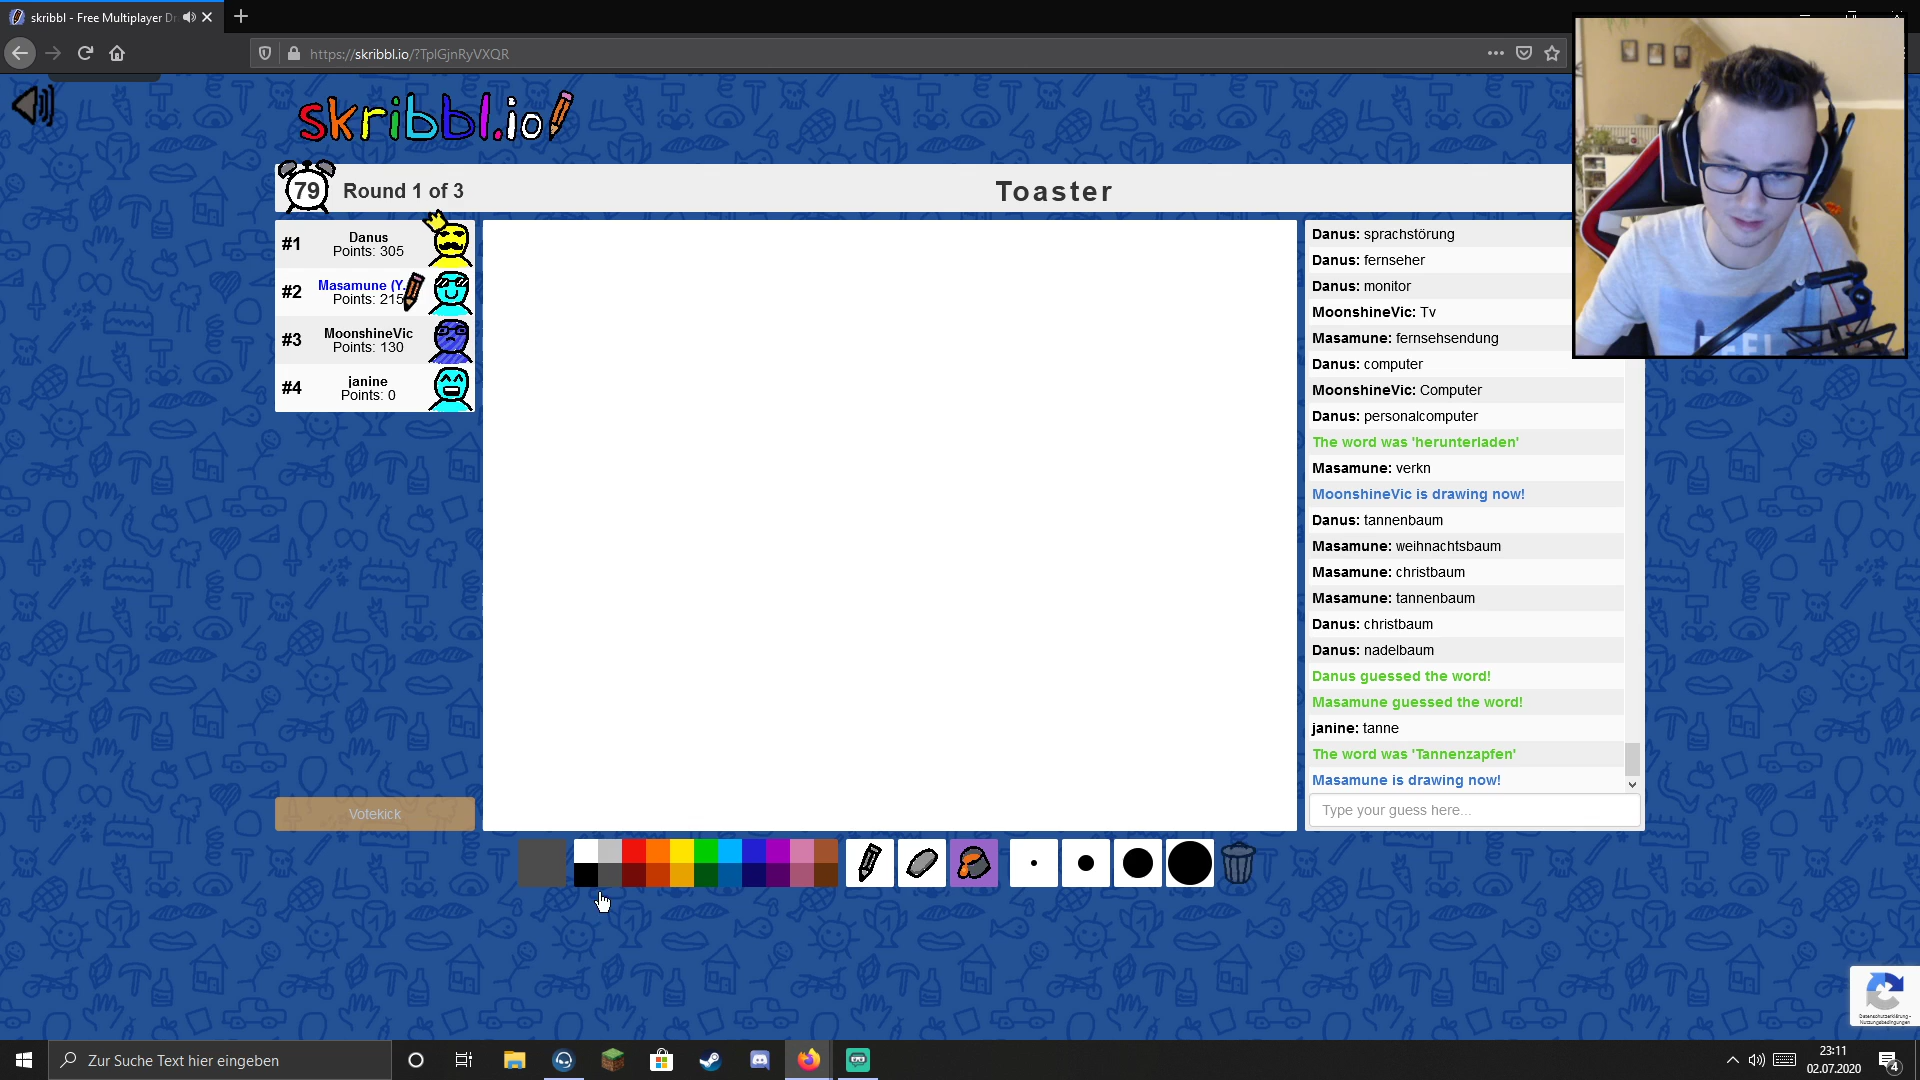 skribbl - Free Multiplayer Dr
https://skribbl.io/?TplGjnRyVXQR
skribbl.io
79
Round 1 of 3
Toaster
#1
Danus
Points: 305
#2
Masamune (Y...
Points: 215
#3
MoonshineVic
Points: 130
#4
janine
Points: 0
Votekick
Danus: sprachstörung
Danus: fernseher
Danus: monitor
MoonshineVic: Tv
Masamune: fernsehsendung
Danus: computer
MoonshineVic: Computer
Danus: personalcomputer
The word was 'herunterladen'
Masamune: verkn
MoonshineVic is drawing now!
Danus: tannenbaum
Masamune: weihnachtsbaum
Masamune: christbaum
Masamune: tannenbaum
Danus: christbaum
Danus: nadelbaum
Danus guessed the word!
Masamune guessed the word!
janine: tanne
The word was 'Tannenzapfen'
Masamune is drawing now!
Type your guess here...
Datenschutzerklärung -
Nutzungsbedingungen
Zur Suche Text hier eingeben
23:11
02.07.2020
4